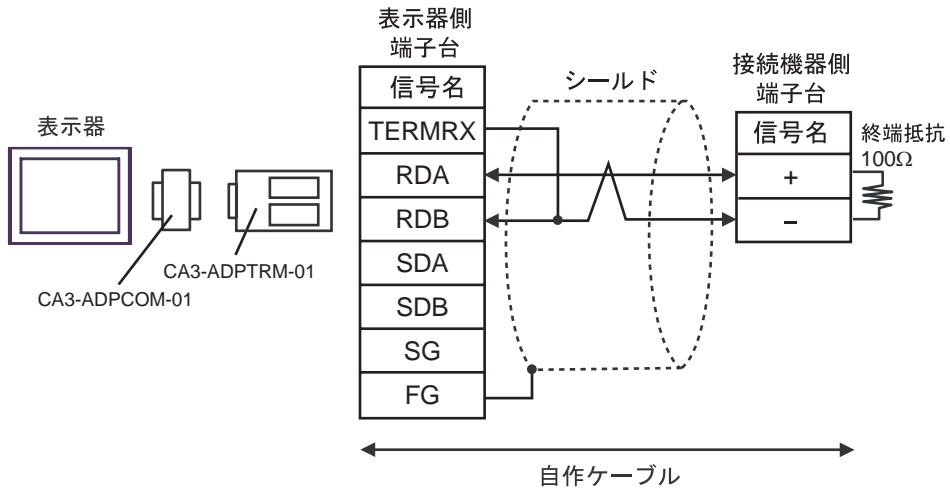 表示器
CA3-ADPCOM-01
CA3-ADPTRM-01
表示器側
端子台
信号名
TERMRX
RDA
RDB
SDA
SDB
SG
FG
シールド
接続機器側
端子台
信号名
+
-
終端抵抗
100Ω
自作ケーブル